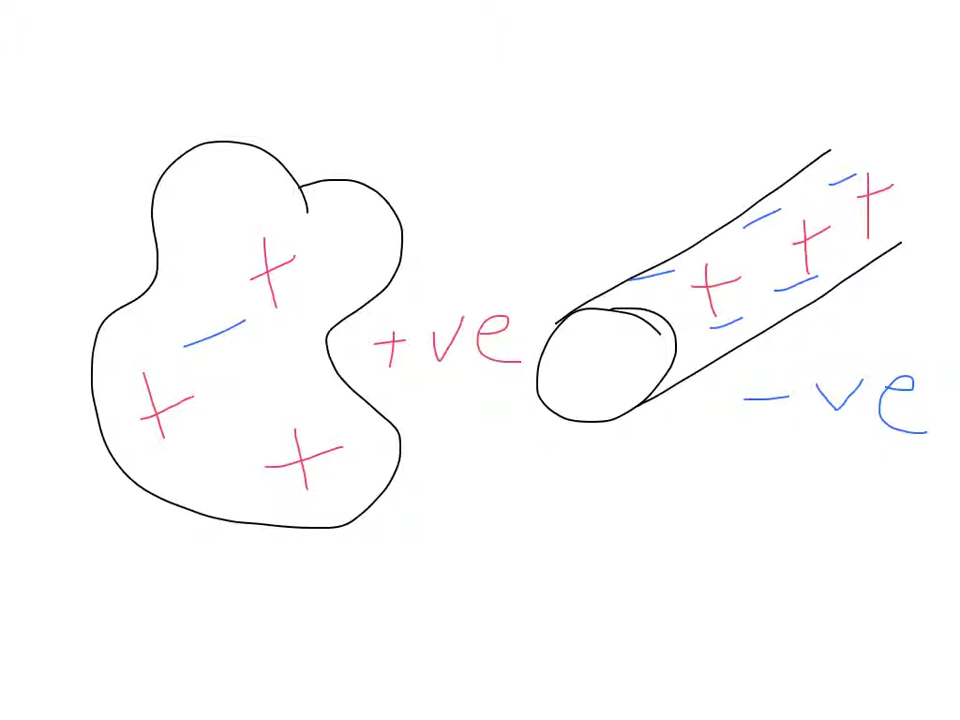 +
−
+
+
+ve
− + − + − +
− −
−ve